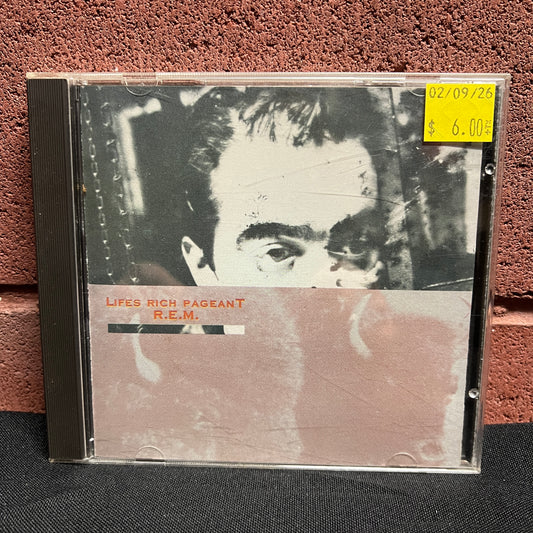 02/09/26
$ 6.00
LIFES RICH PAGEANT
R.E.M.